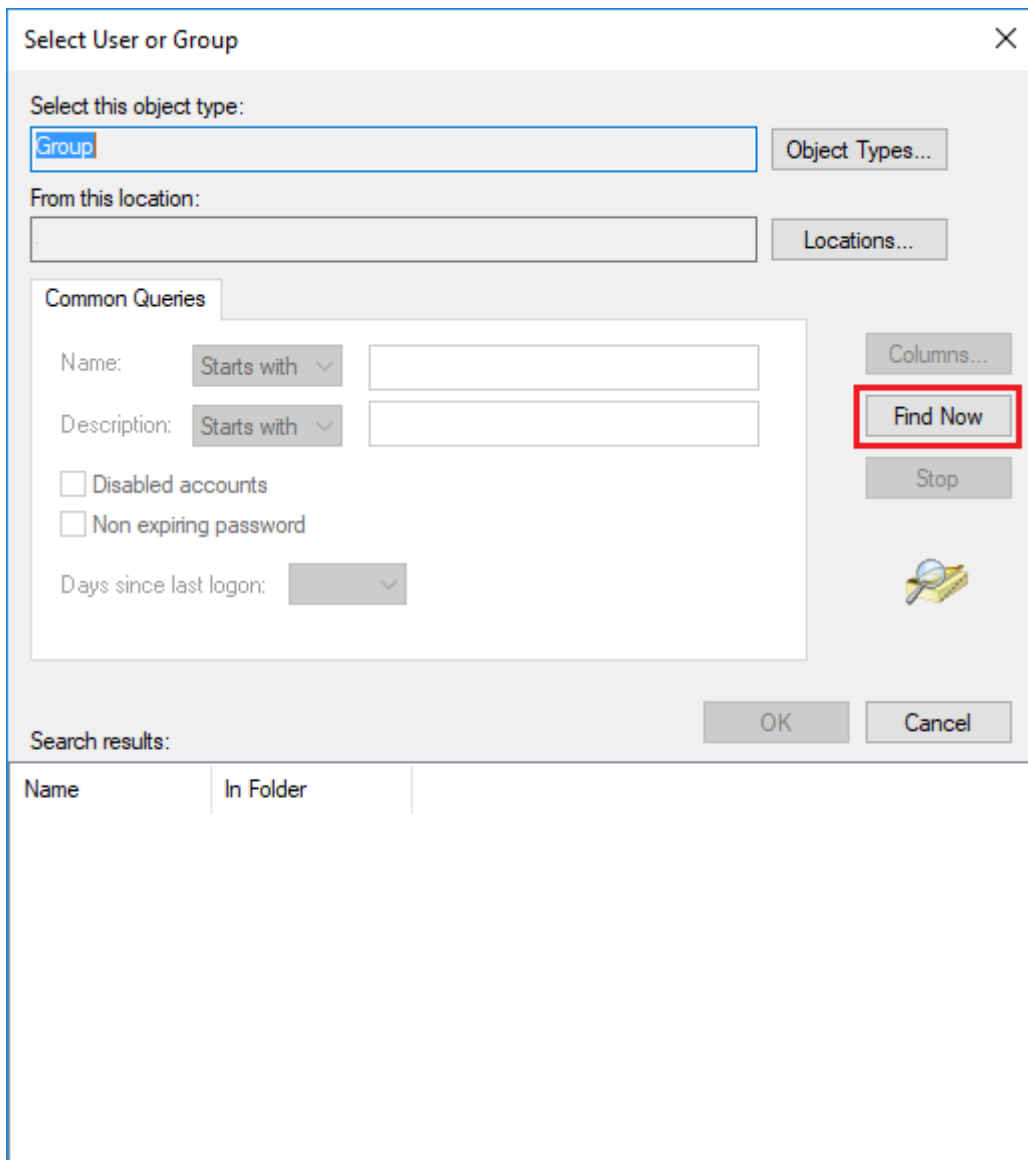 Select User or Group
Select this object type:
Group
Object Types...
From this location:
Locations...
Common Queries
Name: Starts with
Columns...
Description: Starts with
Find Now
Disabled accounts
Stop
Non expiring password
Days since last logon:
OK Cancel
Search results:
Name In Folder